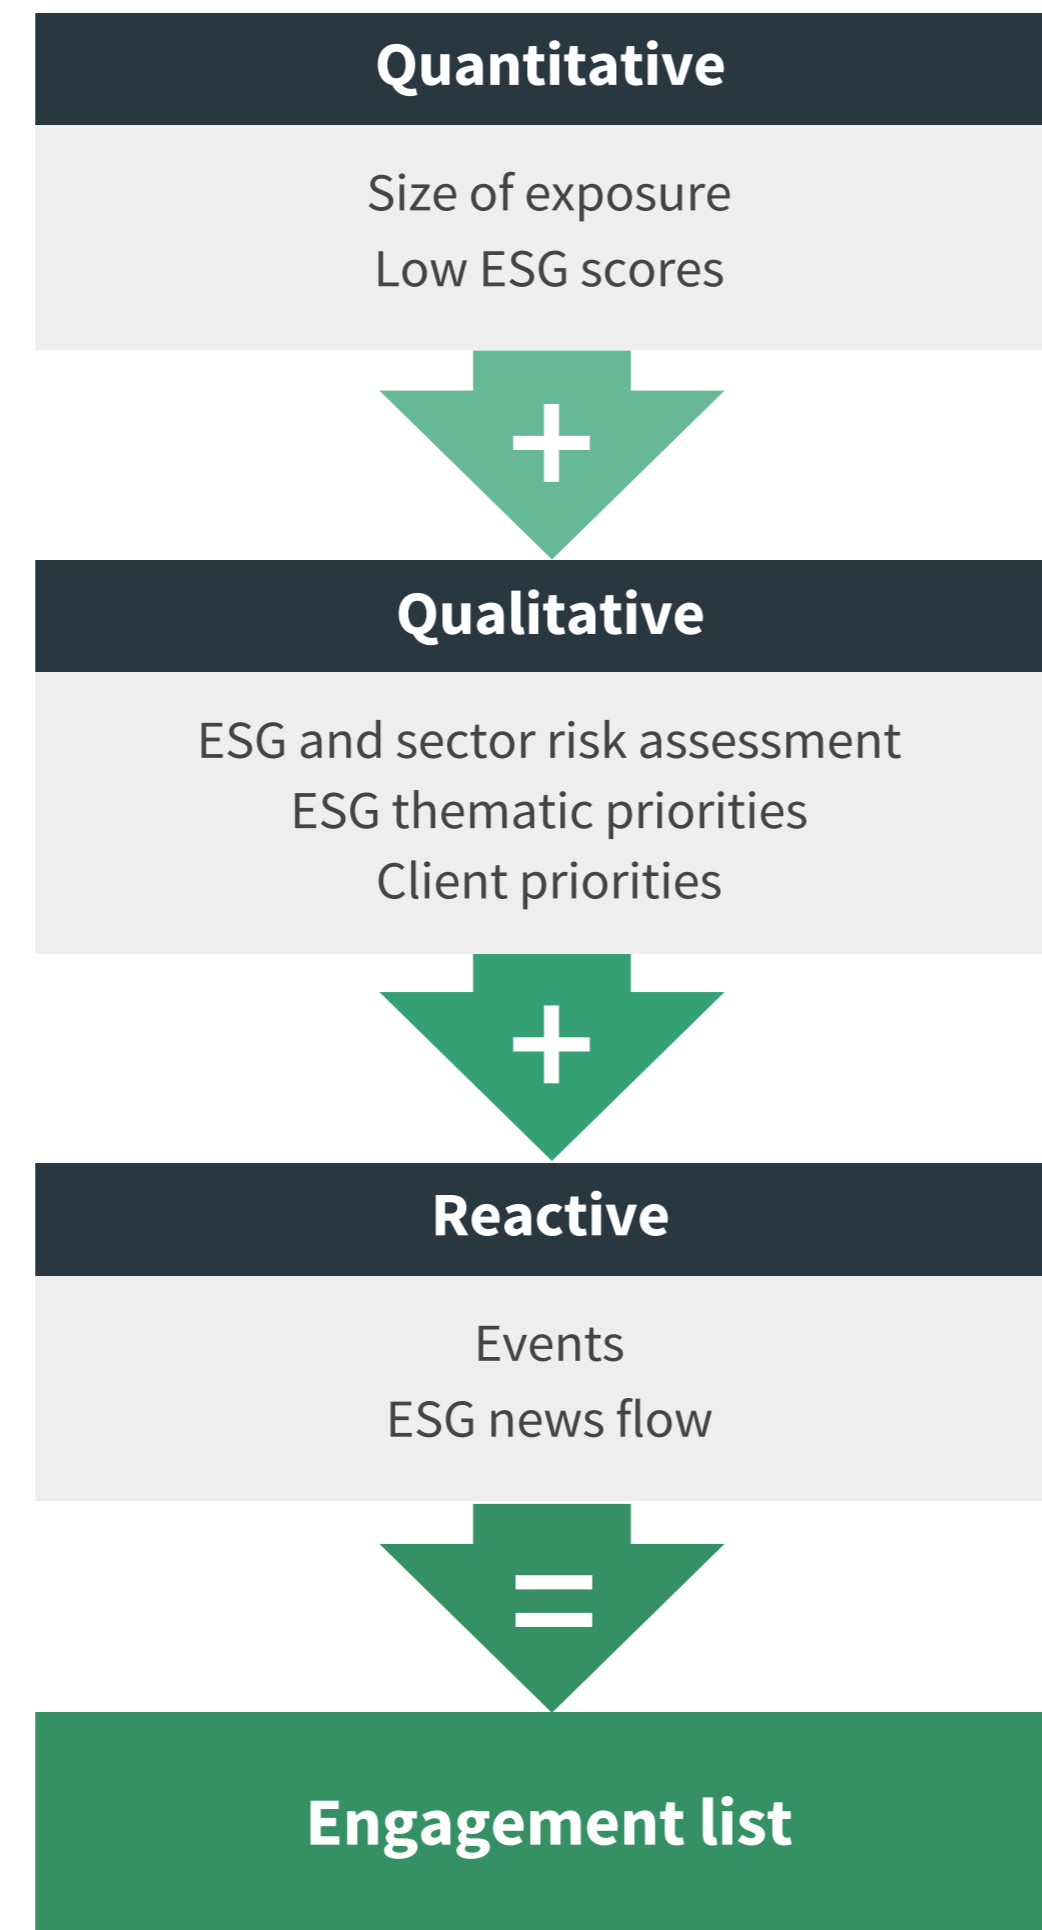 Quantitative
Size of exposure
Low ESG scores
+
Qualitative
ESG and sector risk assessment
ESG thematic priorities
Client priorities
+
Reactive
Events
ESG news flow
=
Engagement list